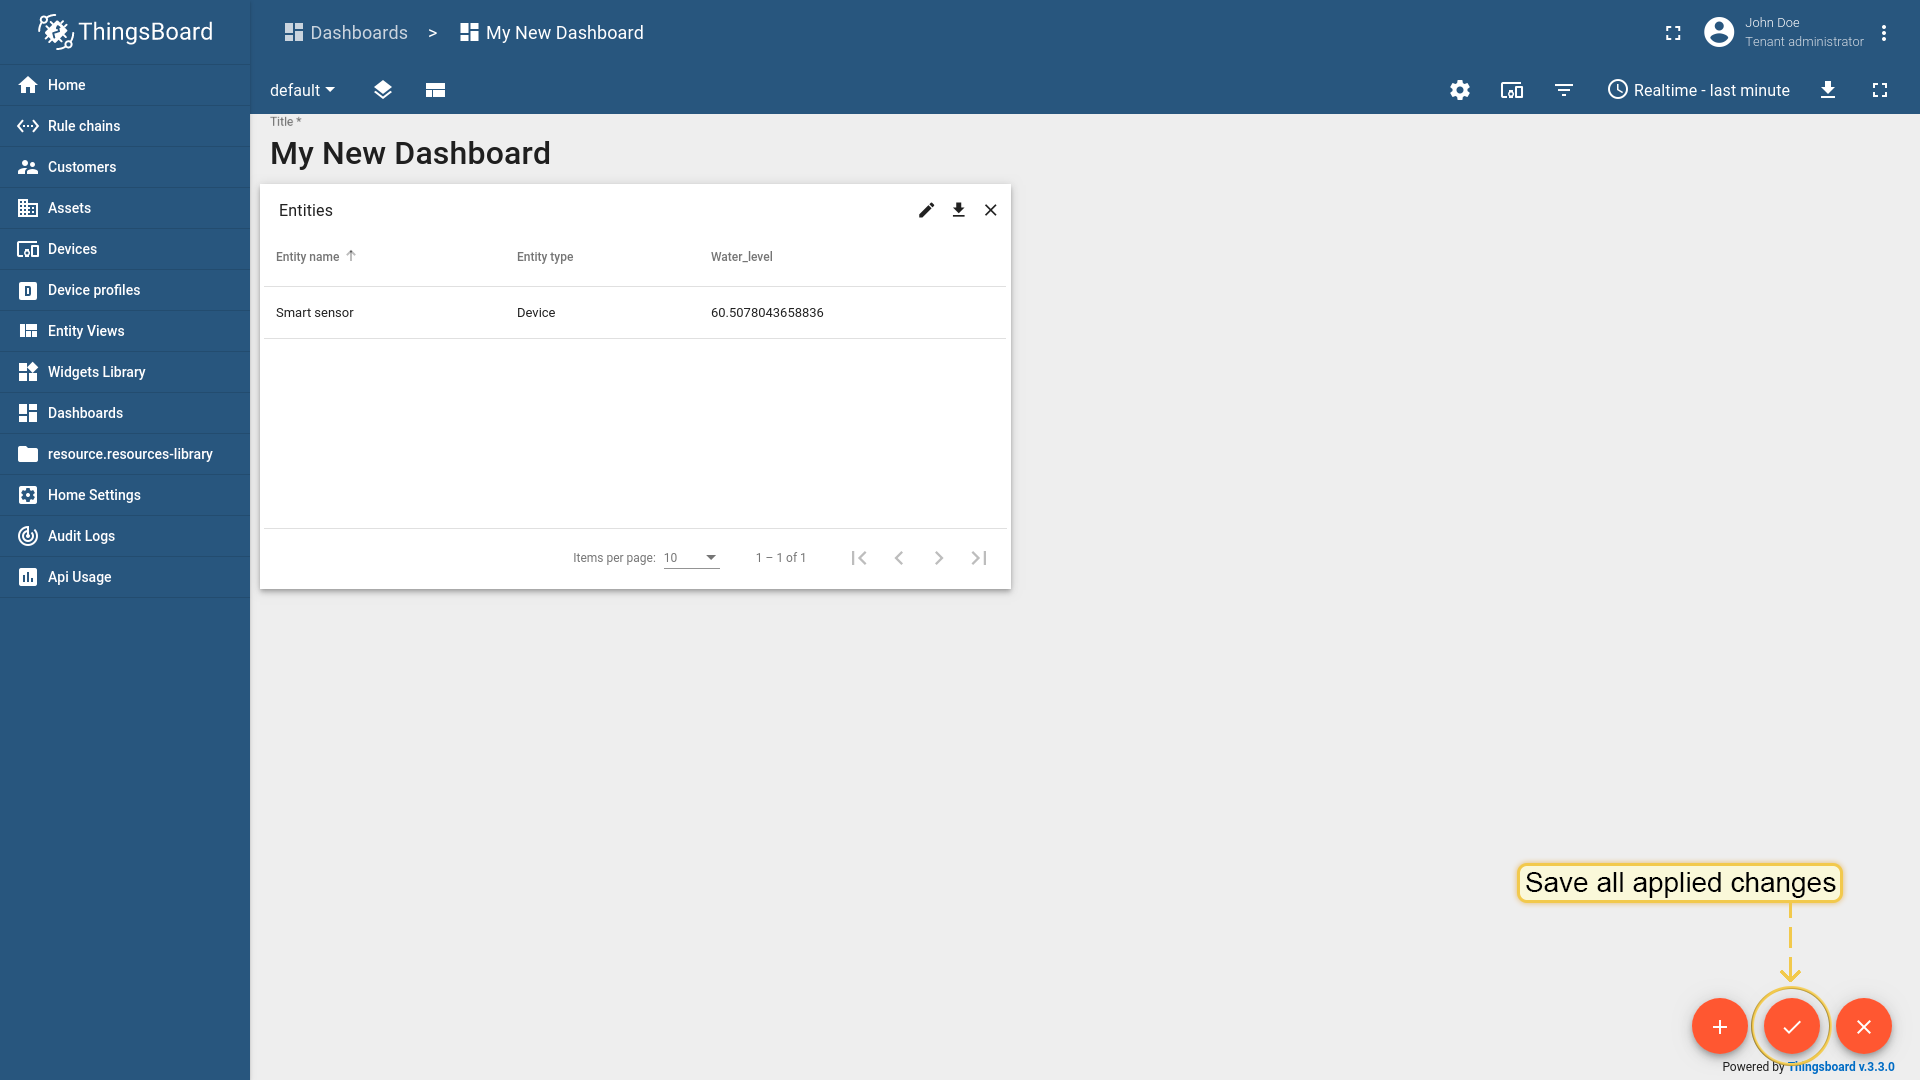 ThingsBoard
Dashboards > My New Dashboard
John Doe
Tenant administrator
default
Realtime - last minute
Home
Rule chains
Customers
Assets
Devices
Device profiles
Entity Views
Widgets Library
Dashboards
resource.resources-library
Home Settings
Audit Logs
Api Usage
Title *
My New Dashboard
Entities
Entity name Entity type Water_level
Smart sensor Device 60.5078043658836
Items per page: 10 1 – 1 of 1
Save all applied changes
Powered by Thingsboard v.3.3.0